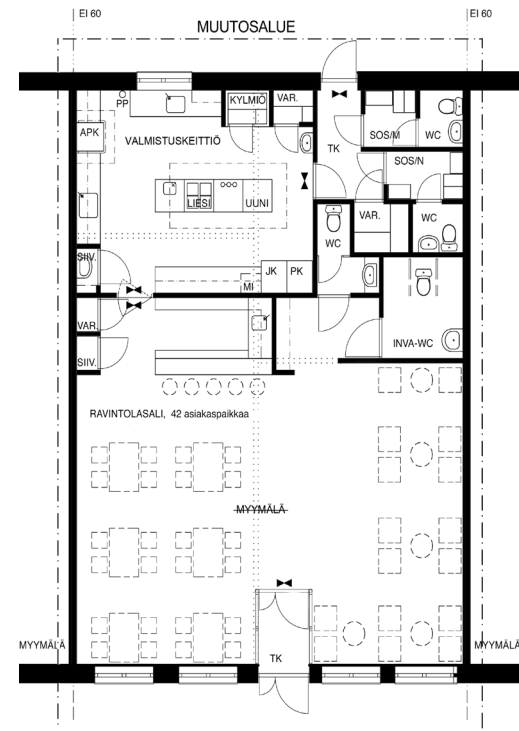 EI 60
EI 60
MUUTOSALUE
PP
KYLMIÖ
VAR.
APK
VALMISTUSKEITTIÖ
SOS/M
WC
TK
SOS/N
LIESI
UUNI
VAR.
WC
WC
SIIV.
JK
PK
MI
VAR.
INVA-WC
SIIV.
RAVINTOLASALI, 42 asiakaspaikkaa
MYYMÄLÄ
MYYMÄLÄ
TK
MYYMÄLÄ